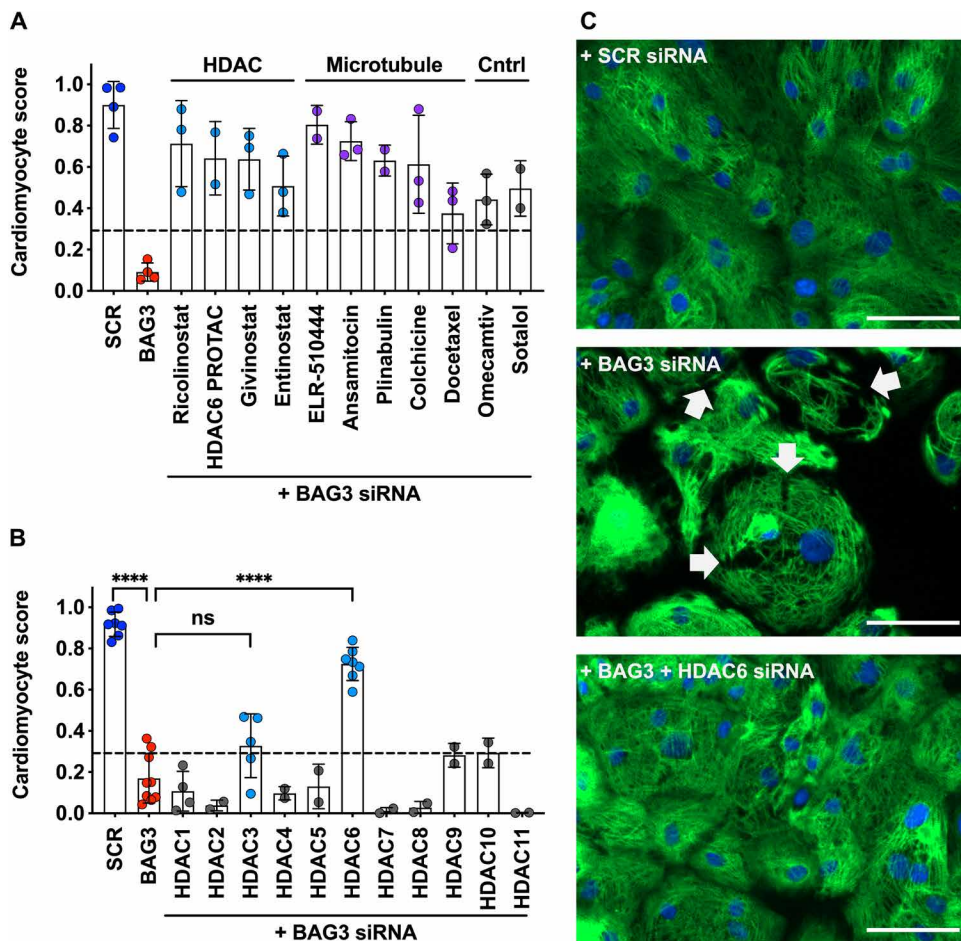 A
HDAC Microtubule Cntrl
Cardiomyocyte score
1.0
0.8
0.6
0.4
0.2
0.0
SCR
BAG3
Ricolinostat
HDAC6 PROTAC
Givinostat
Entinostat
ELR-510444
Ansamitocin
Plinabulin
Colchicine
Docetaxel
Omecamtiv
Sotalol
+ BAG3 siRNA
B
**** ****
ns
Cardiomyocyte score
1.0
0.8
0.6
0.4
0.2
0.0
SCR
BAG3
HDAC1
HDAC2
HDAC3
HDAC4
HDAC5
HDAC6
HDAC7
HDAC8
HDAC9
HDAC10
HDAC11
+ BAG3 siRNA
C
+ SCR siRNA
+ BAG3 siRNA
+ BAG3 + HDAC6 siRNA